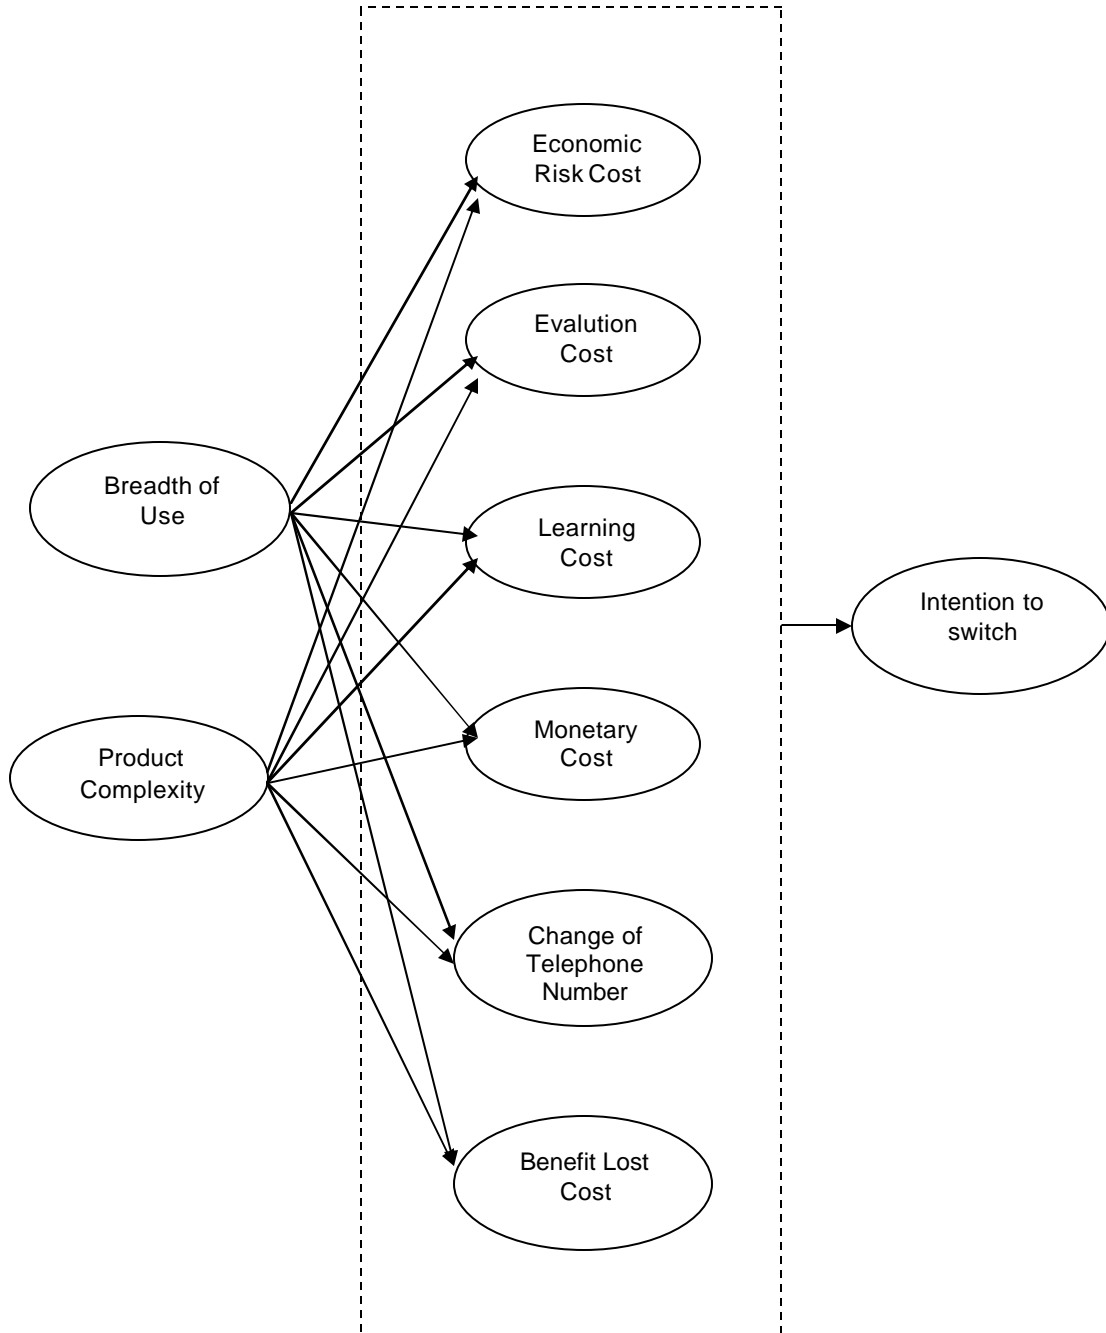 Economic
Risk Cost
Evalution
Cost
Breadth of
Use
Learning
Cost
Intention to
switch
Product
Complexity
Monetary
Cost
Change of
Telephone
Number
Benefit Lost
Cost